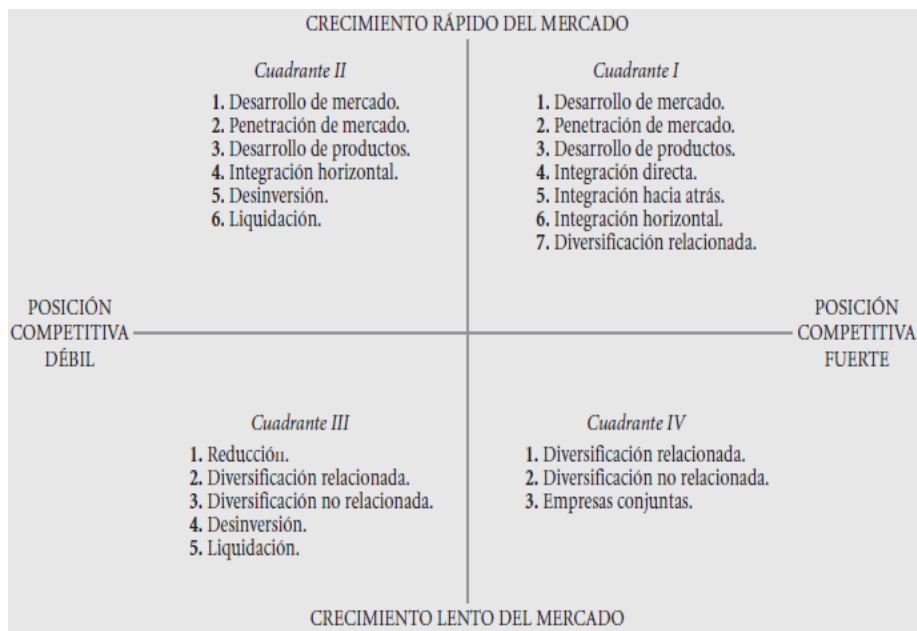 CRECIMIENTO RÁPIDO DEL MERCADO
Cuadrante II
1. Desarrollo de mercado.
2. Penetración de mercado.
3. Desarrollo de productos.
4. Integración horizontal.
5. Desinversión.
6. Liquidación.
Cuadrante I
1. Desarrollo de mercado.
2. Penetración de mercado.
3. Desarrollo de productos.
4. Integración directa.
5. Integración hacia atrás.
6. Integración horizontal.
7. Diversificación relacionada.
POSICIÓN
COMPETITIVA
DÉBIL
POSICIÓN
COMPETITIVA
FUERTE
Cuadrante III
1. Reducción.
2. Diversificación relacionada.
3. Diversificación no relacionada.
4. Desinversión.
5. Liquidación.
Cuadrante IV
1. Diversificación relacionada.
2. Diversificación no relacionada.
3. Empresas conjuntas.
CRECIMIENTO LENTO DEL MERCADO